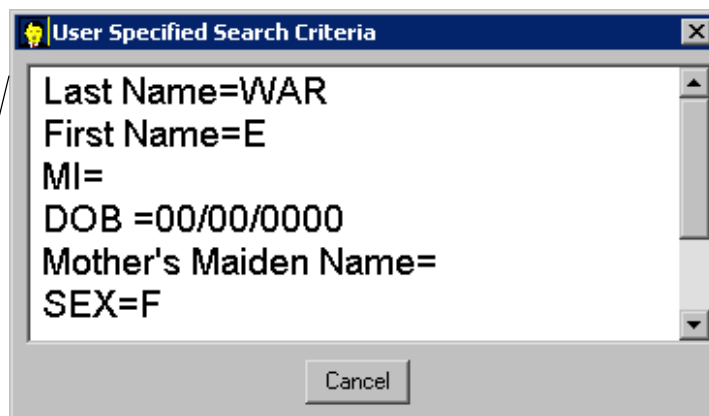 User Specified Search Criteria
Last Name=WAR
First Name=E
MI=
DOB =00/00/0000
Mother's Maiden Name=
SEX=F
Cancel